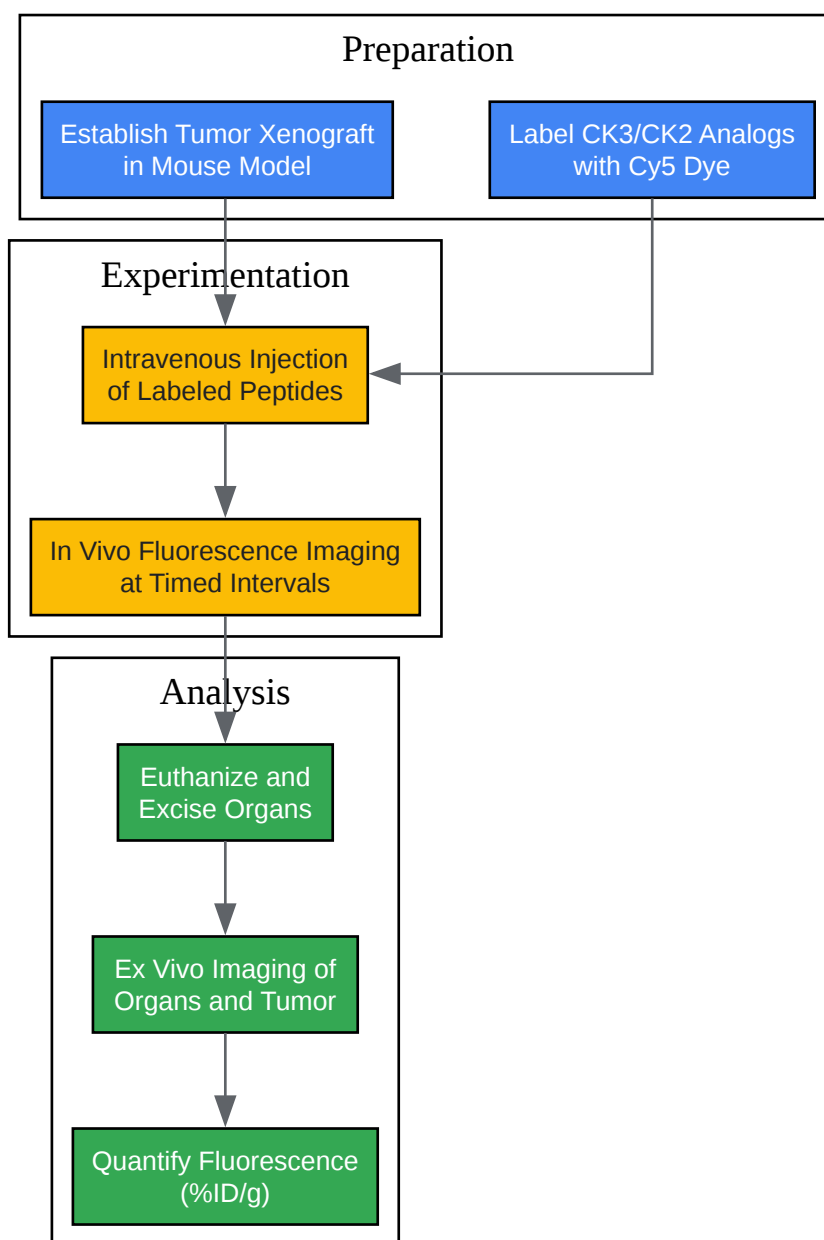 Preparation
Establish Tumor Xenograft
in Mouse Model
Label CK3/CK2 Analogs
with Cy5 Dye
Experimentation
Intravenous Injection
of Labeled Peptides
In Vivo Fluorescence Imaging
at Timed Intervals
Analysis
Euthanize and
Excise Organs
Ex Vivo Imaging of
Organs and Tumor
Quantify Fluorescence
(%ID/g)